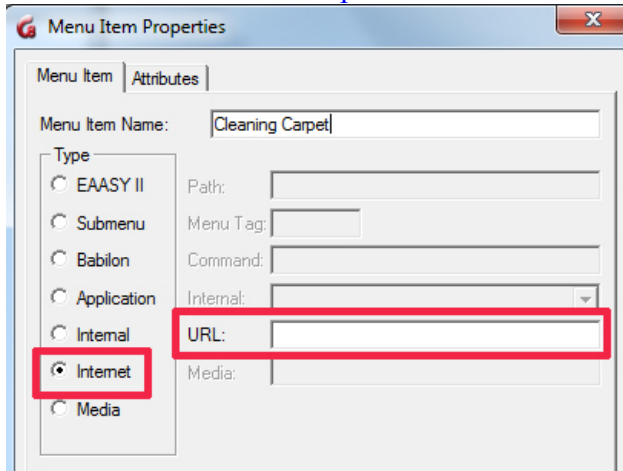 Menu Item Properties
Menu Item
Attributes
Menu Item Name: Cleaning Carpet
Type
EAASY II
Path:
Submenu
Menu Tag:
Babilon
Command:
Application
Internal:
Internal
URL:
Internet
Media:
Media